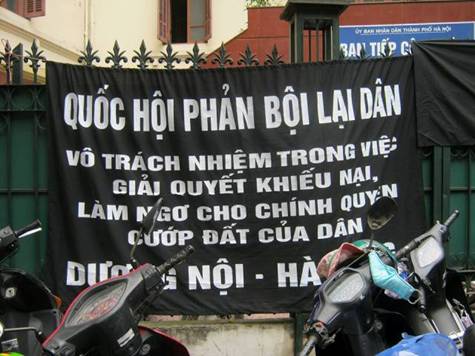 ỦY BAN NHÂN DÂN THÀNH PHỐ HÀ
BAN TIẾP
QUỐC HỘI PHẢN BỘI LẠI DÂN
VÔ TRÁCH NHIỆM TRONG VIỆC
GIẢI QUYẾT KHIẾU NẠI,
LÀM NGƠ CHO CHÍNH QUYỀN
CƯỚP ĐẤT CỦA DÂN
DƯƠNG NỘI - HÀ